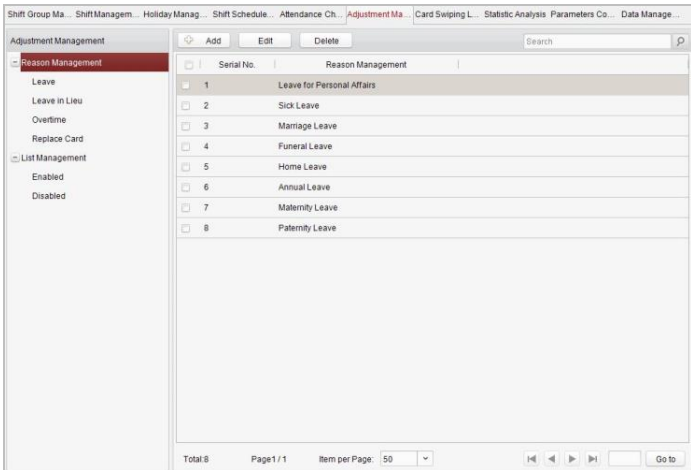 Shift Group Ma... Shift Managem... Holiday Manag... Shift Schedule... Attendance Ch... Adjustment Ma... Card Swiping L... Statistic Analysis Parameters Co... Data Manage...
Adjustment Management
Reason Management
Leave
Leave in Lieu
Overtime
Replace Card
List Management
Enabled
Disabled
Add Edit Delete Search
Serial No. Reason Management
1 Leave for Personal Affairs
2 Sick Leave
3 Marriage Leave
4 Funeral Leave
5 Home Leave
6 Annual Leave
7 Maternity Leave
8 Paternity Leave
Total:8 Page1 / 1 Item per Page: 50 Go to